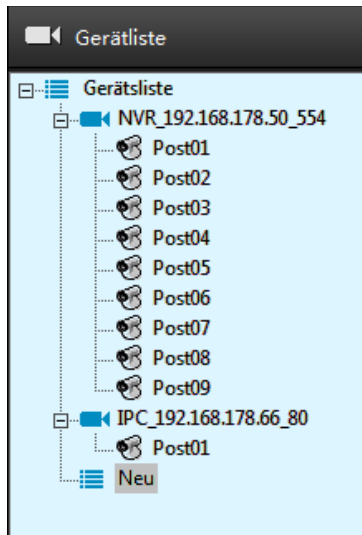 Gerätliste
Gerätsliste
NVR_192.168.178.50_554
Post01
Post02
Post03
Post04
Post05
Post06
Post07
Post08
Post09
IPC_192.168.178.66_80
Post01
Neu